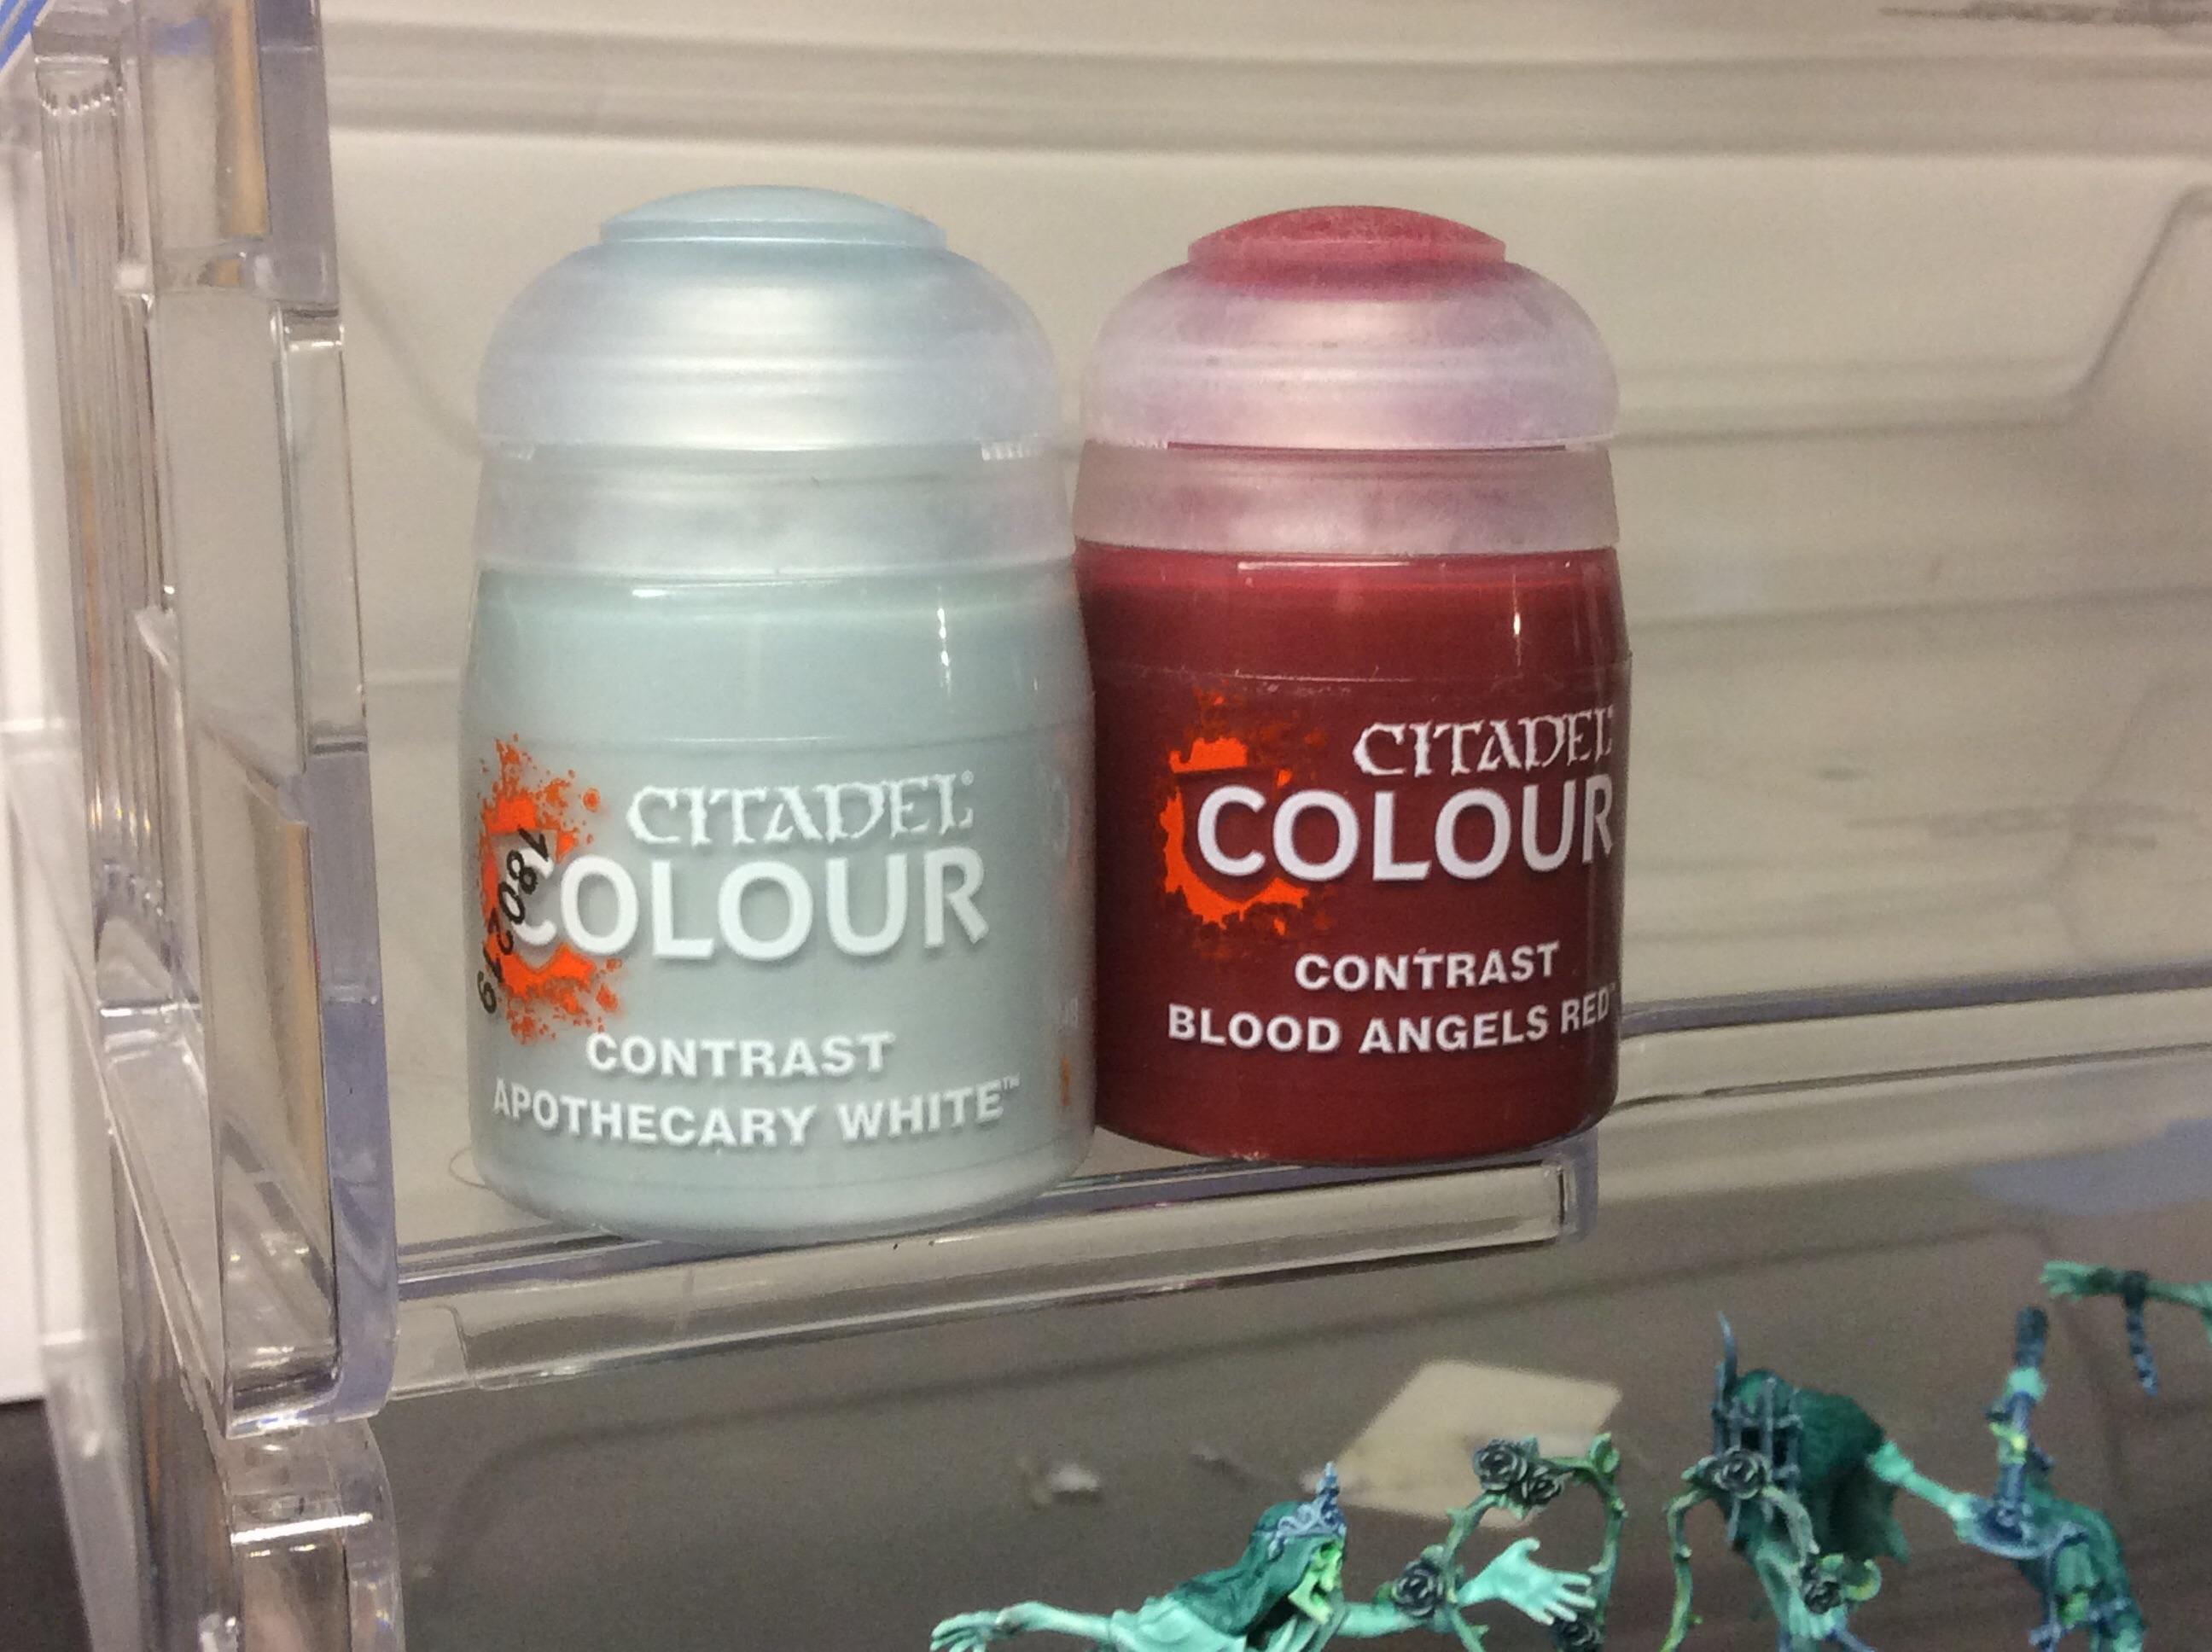 CITADEL®
COLOUR
CONTRAST
APOTHECARY WHITE™
180219
CITADEL
COLOUR
CONTRAST
BLOOD ANGELS RED™